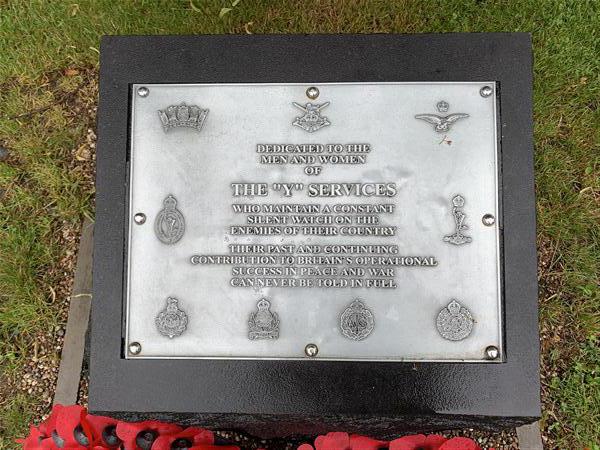 DEDICATED TO THE
MEN AND WOMEN
OF
THE "Y" SERVICES
WHO MAINTAIN A CONSTANT
SILENT WATCH ON THE
ENEMIES OF THEIR COUNTRY
THEIR PAST AND CONTINUING
CONTRIBUTION TO BRITAIN'S OPERATIONAL
SUCCESS IN PEACE AND WAR
CAN NEVER BE TOLD IN FULL